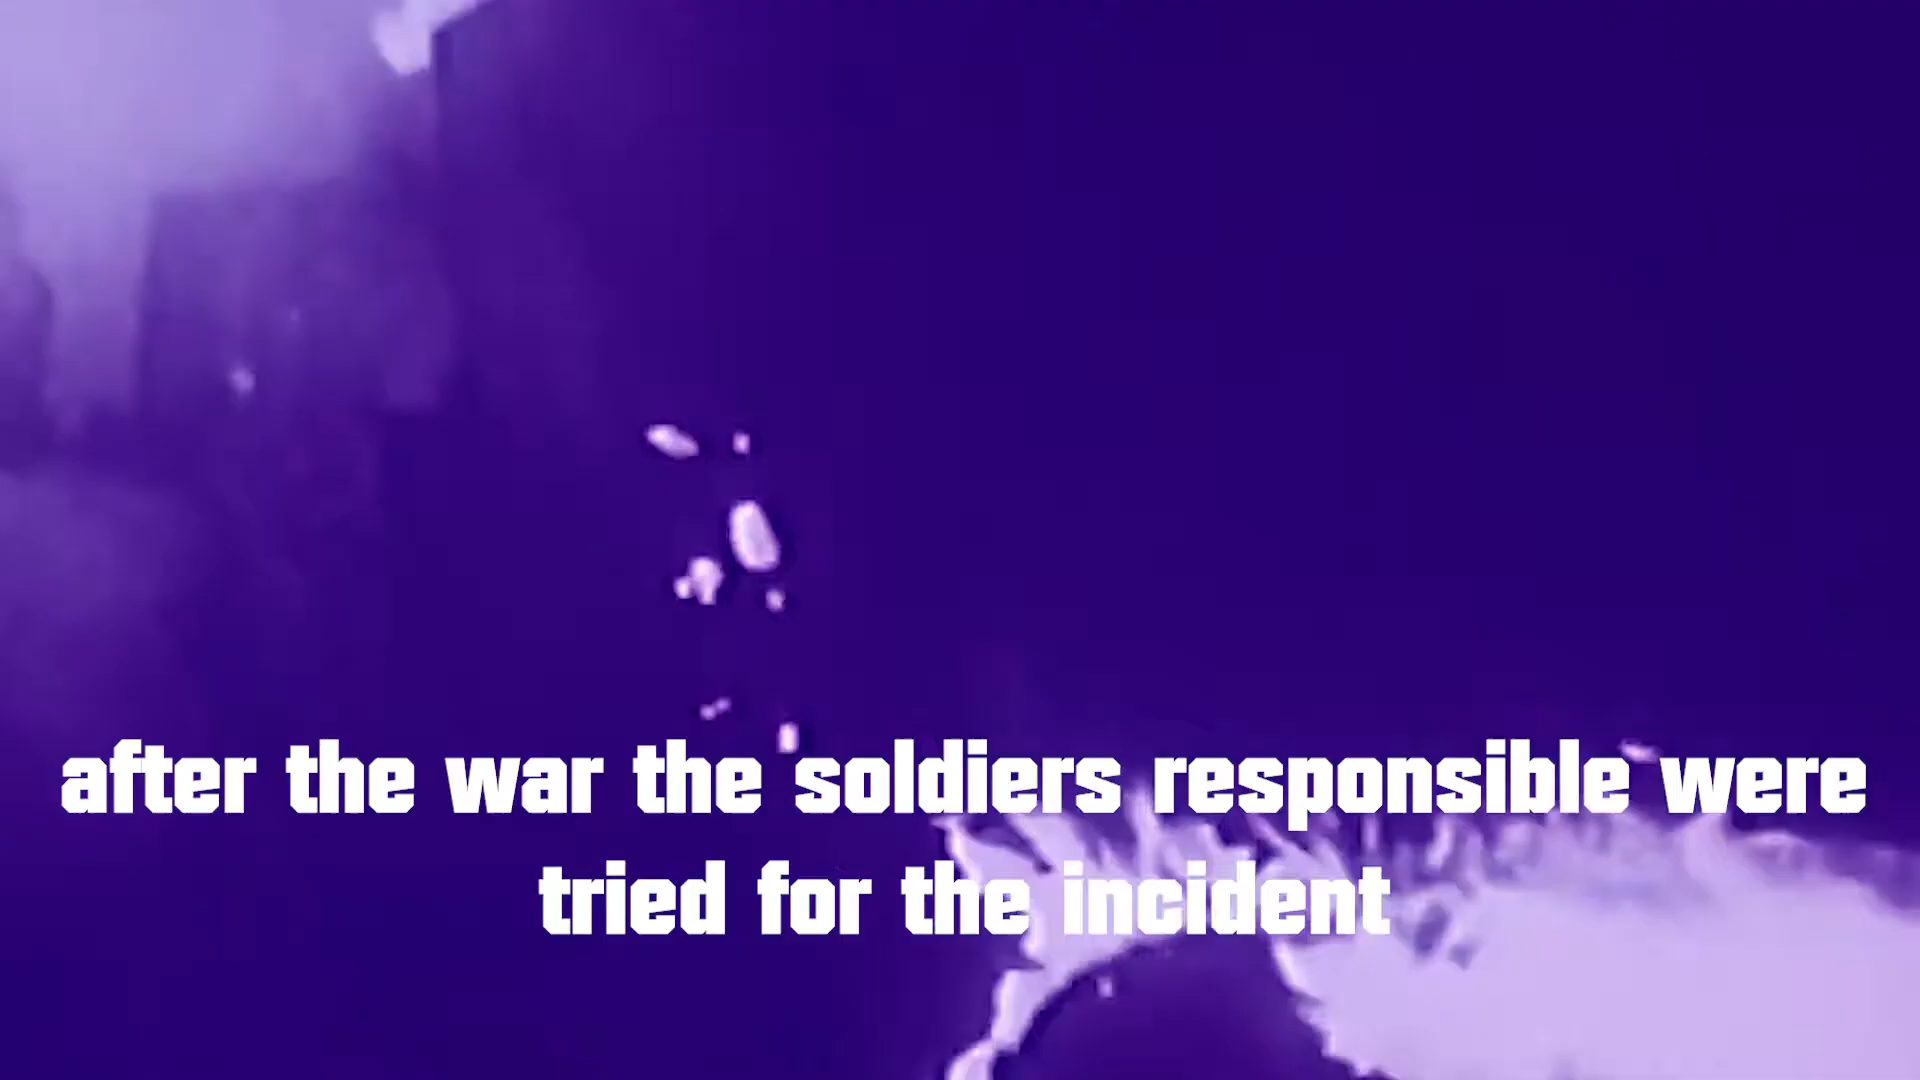 after the war the soldiers responsible were
tried for the incident